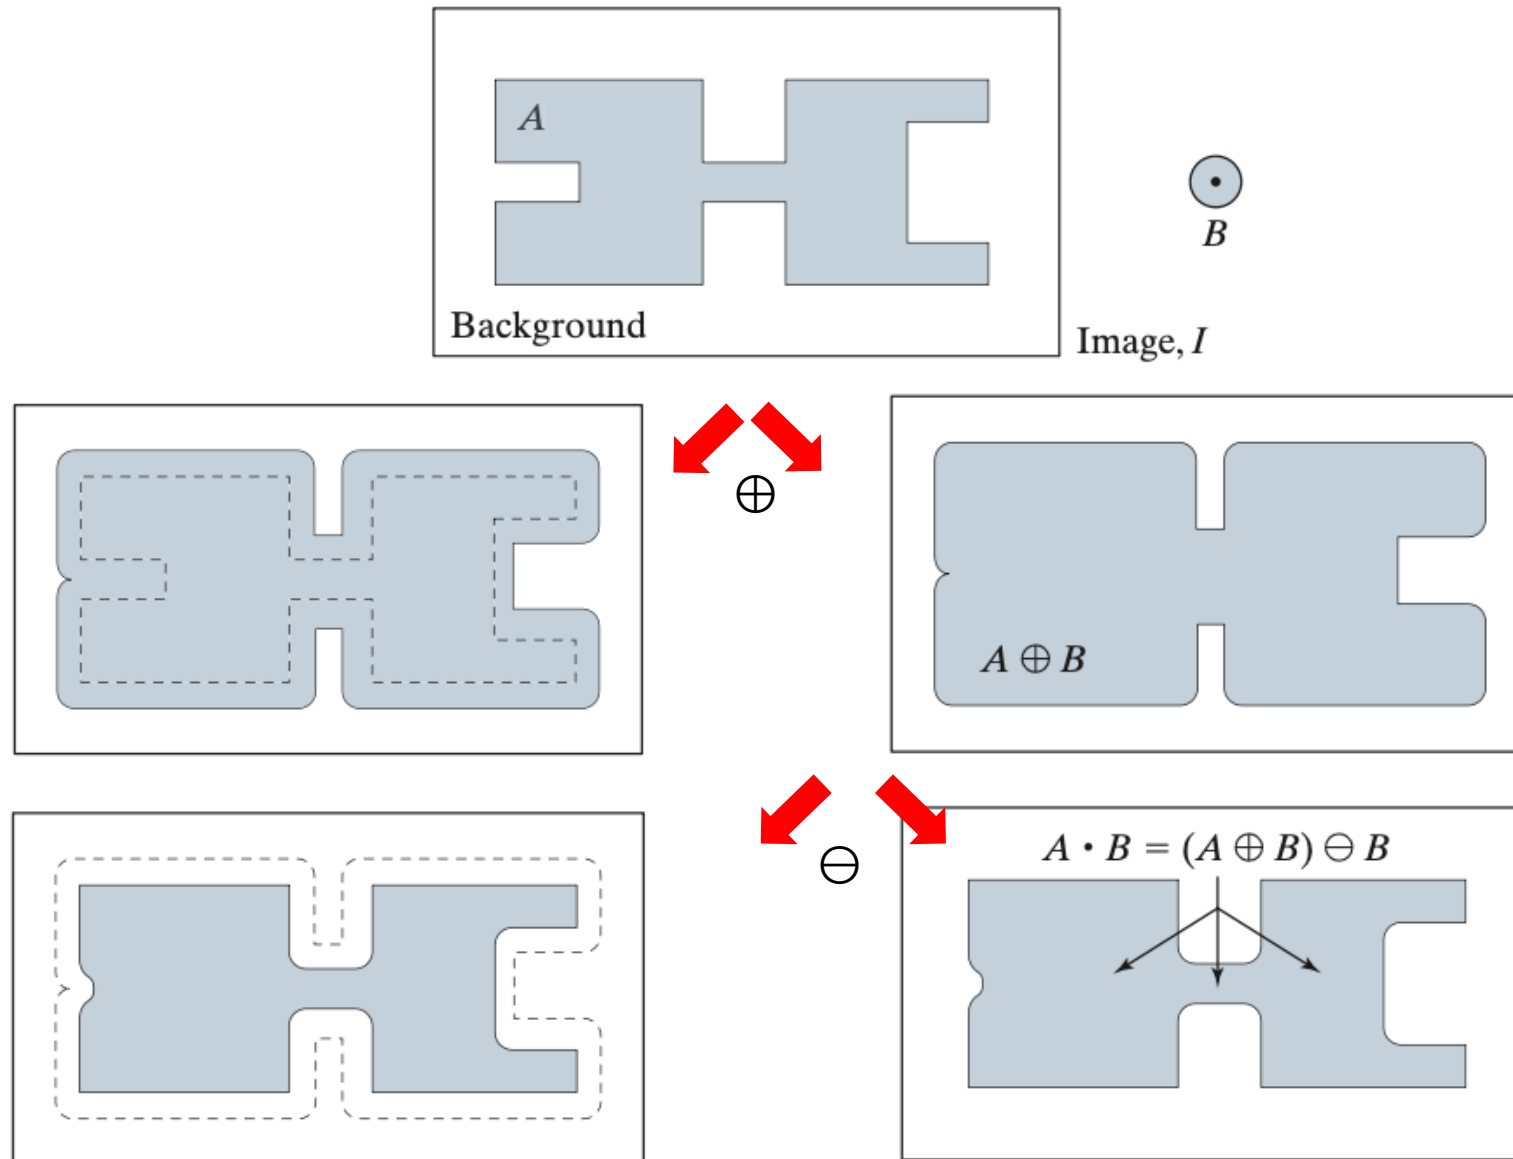 A
B
Background
Image, I
⊕
A ⊕ B
⊖
A • B = (A ⊕ B) ⊖ B